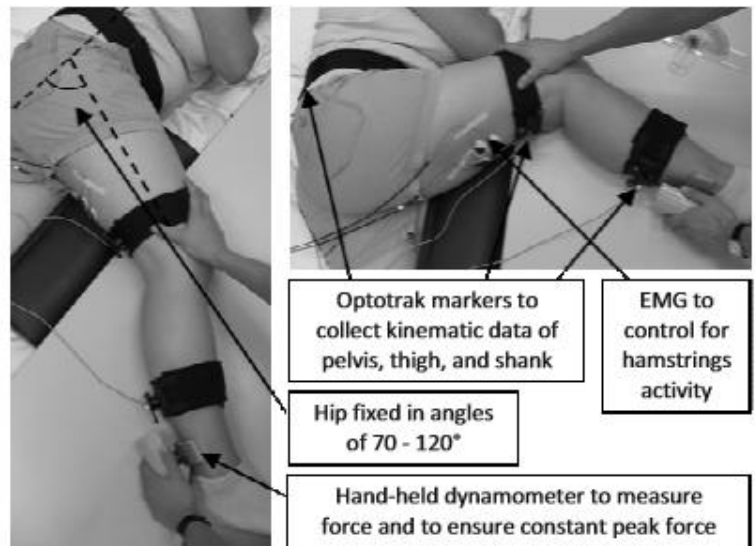 Optotrak markers to
collect kinematic data of
pelvis, thigh, and shank
EMG to
control for
hamstrings
activity
Hip fixed in angles
of 70 - 120°
Hand-held dynamometer to measure
force and to ensure constant peak force